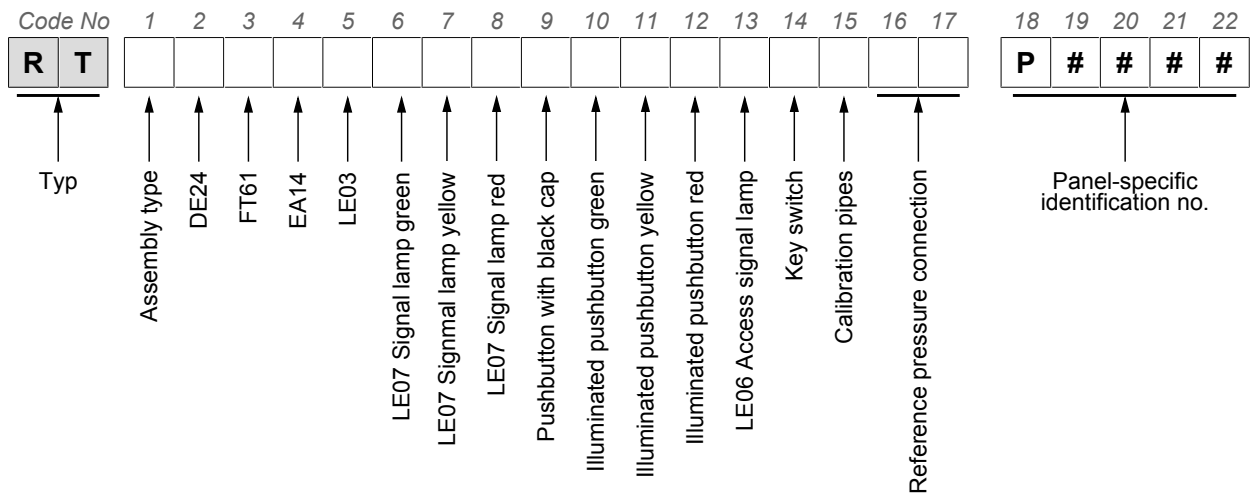 Code No 1 2 3 4 5 6 7 8 9 10 11 12 13 14 15 16 17 18 19 20 21 22
R T P # # # #
Typ
Assembly type
DE24
FT61
EA14
LE03
LE07 Signal lamp green
LE07 Signmal lamp yellow
LE07 Signal lamp red
Pushbutton with black cap
Illuminated pushbutton green
Illuminated pushbutton yellow
Illuminated pushbutton red
LE06 Access signal lamp
Key switch
Calibration pipes
Reference pressure connection
Panel-specific
identification no.